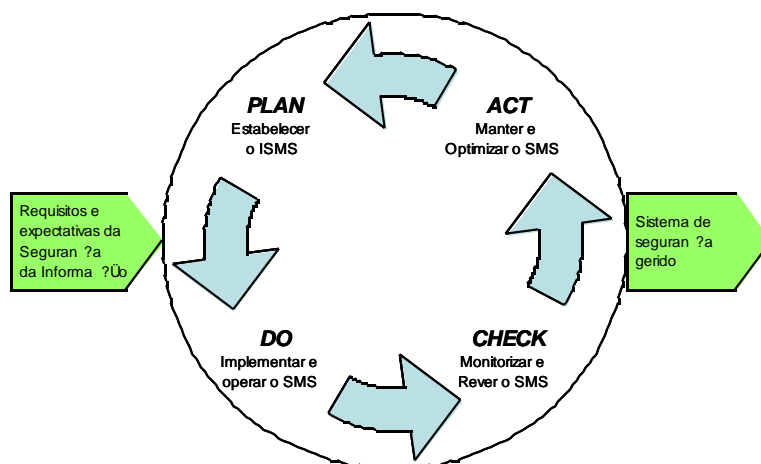 PLAN
Estabelecer
o ISMS
ACT
Manter e
Optimizar o SMS
Requisitos e
expectativas da
Seguran ?a
da Informa ?Üo
Sistema de
seguran ?a
gerido
DO
Implementar e
operar o SMS
CHECK
Monitorizar e
Rever o SMS